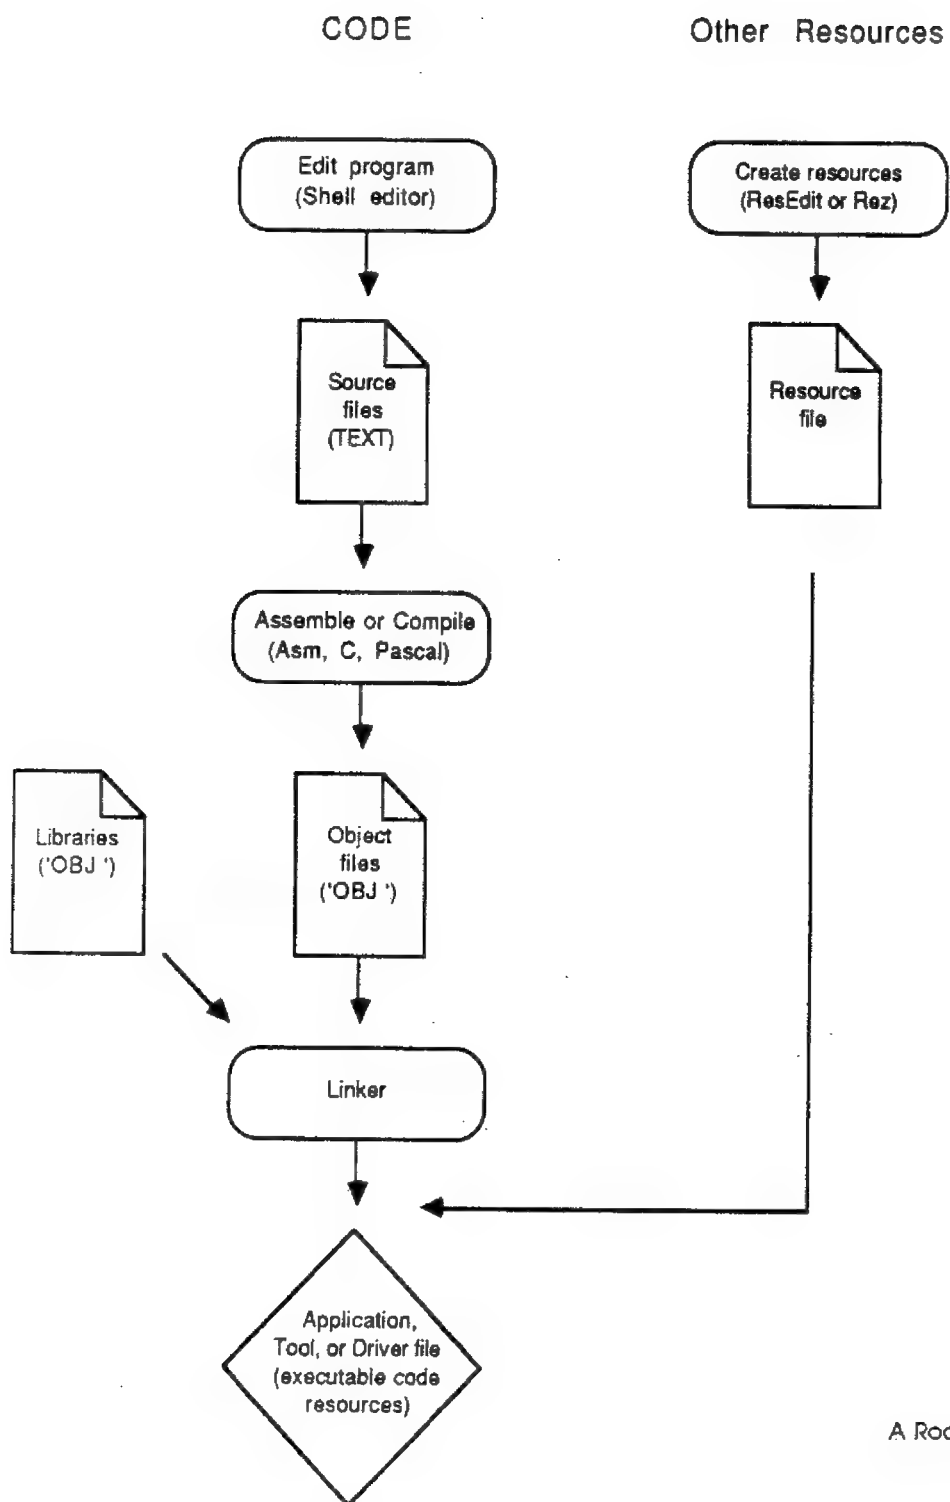 CODE
Other Resources
Edit program
(Shell editor)
Create resources
(ResEdit or Rez)
Source
files
(TEXT)
Resource
file
Assemble or Compile
(Asm, C, Pascal)
Libraries
('OBJ ')
Object
files
('OBJ ')
Linker
Application,
Tool, or Driver file
(executable code
resources)
A